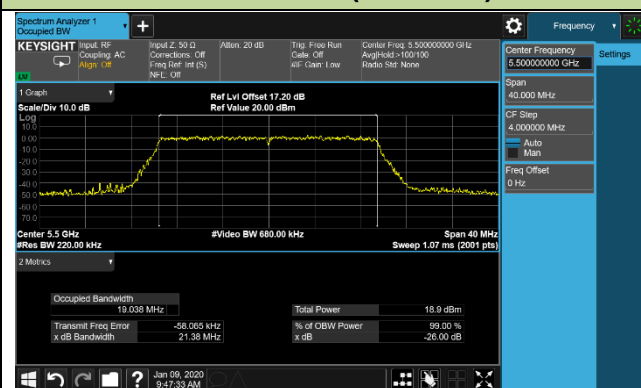 Spectrum Analyzer 1
Occupied BW
Frequency
KEYSIGHT
Input: RF
Coupling: AC
Align: Off
Input Z: 50 Ω
Corrections: Off
Freq Ref: Int (S)
NFE: Off
Atten: 20 dB
Trig: Free Run
Gate: Off
#IF Gain: Low
Center Freq: 5.500000000 GHz
Avg|Hold:>100/100
Radio Std: None
Center Frequency
5.500000000 GHz
Settings
Span
40.000 MHz
CF Step
4.000000 MHz
Auto
Man
Freq Offset
0 Hz
1 Graph
Scale/Div 10.0 dB
Ref Lvl Offset 17.20 dB
Ref Value 20.00 dBm
Log
10.0
0.00
-10.0
-20.0
-30.0
-40.0
-50.0
-60.0
-70.0
Center 5.5 GHz
#Res BW 220.00 kHz
#Video BW 680.00 kHz
Span 40 MHz
Sweep 1.07 ms (2001 pts)
2 Metrics
Occupied Bandwidth
19.038 MHz
Total Power
18.9 dBm
Transmit Freq Error
-58.065 kHz
% of OBW Power
99.00 %
x dB Bandwidth
21.38 MHz
x dB
-26.00 dB
Jan 09, 2020
9:47:33 AM